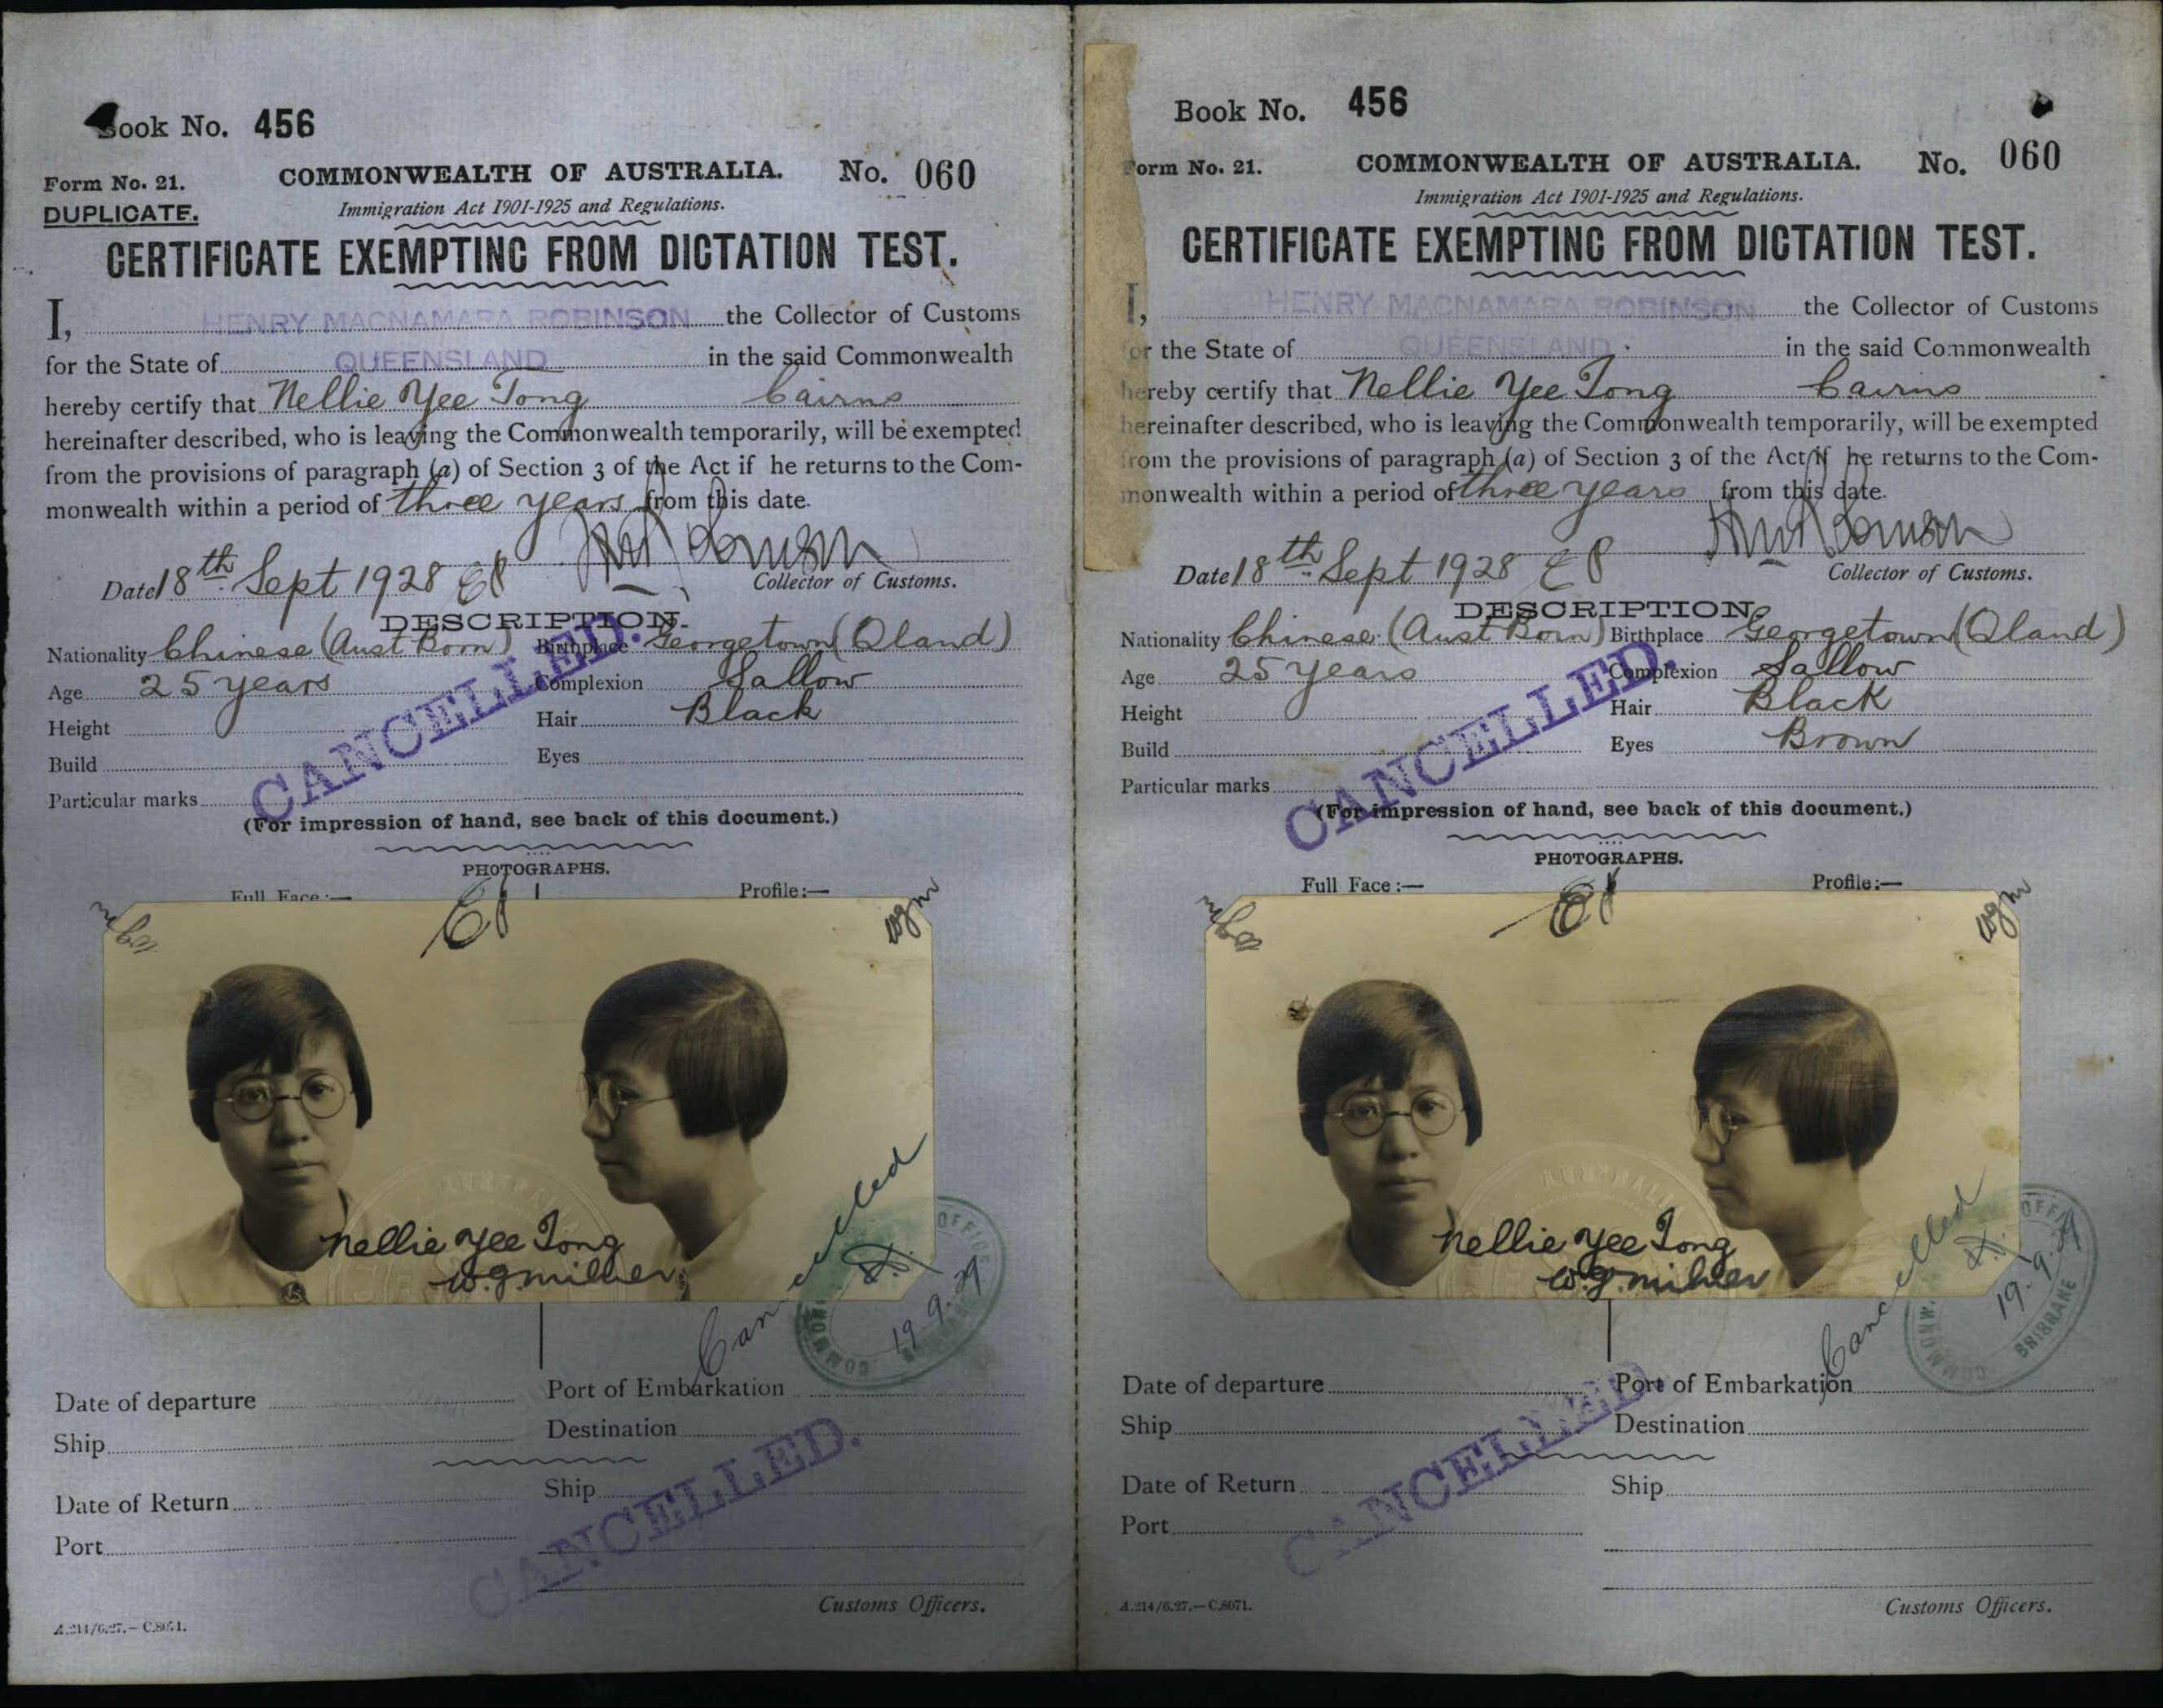 Book No. 456
Form No. 21.
COMMONWEALTH OF AUSTRALIA.
No. 060
DUPLICATE.
Immigration Act 1901-1925 and Regulations.
CERTIFICATE EXEMPTING FROM DICTATION TEST.
I, HENRY MACNAMARA ROBINSON the Collector of Customs
for the State of QUEENSLAND in the said Commonwealth
hereby certify that Nellie Yee Tong Cairns
hereinafter described, who is leaving the Commonwealth temporarily, will be exempted
from the provisions of paragraph (a) of Section 3 of the Act if he returns to the Com-
monwealth within a period of three years from this date.
Date 18th Sept 1928
Collector of Customs.
DESCRIPTION.
Nationality Chinese (Aust Born) Birthplace Georgetown (Qland)
Age 25 years Complexion Sallow
Height Hair Black
Build Eyes
Particular marks
CANCELLED.
(For impression of hand, see back of this document.)
PHOTOGRAPHS.
Full Face:— Profile:—
wgm
wgm
Nellie Yee Tong
W.G. Milner
Cancelled
19.9.29
COMMONW OFFICE
Date of departure Port of Embarkation
Ship Destination
Date of Return Ship
Port
CANCELLED.
Customs Officers.
Book No. 456
Form No. 21.
COMMONWEALTH OF AUSTRALIA.
No. 060
Immigration Act 1901-1925 and Regulations.
CERTIFICATE EXEMPTING FROM DICTATION TEST.
I, HENRY MACNAMARA ROBINSON the Collector of Customs
for the State of QUEENSLAND in the said Commonwealth
hereby certify that Nellie Yee Tong Cairns
hereinafter described, who is leaving the Commonwealth temporarily, will be exempted
from the provisions of paragraph (a) of Section 3 of the Act if he returns to the Com-
monwealth within a period of three years from this date.
Date 18th Sept 1928
Collector of Customs.
DESCRIPTION.
Nationality Chinese (Aust Born) Birthplace Georgetown (Qland)
Age 25 years Complexion Sallow
Height Hair Black
Build Eyes Brown
Particular marks
CANCELLED.
(For impression of hand, see back of this document.)
PHOTOGRAPHS.
Full Face:— Profile:—
wgm
wgm
Nellie Yee Tong
W.G. Milner
Cancelled
19.9.29
BRISBANE
Date of departure Port of Embarkation
Ship Destination
Date of Return Ship
Port
CANCELLED
A.214/6.27.—C.8071.
Customs Officers.